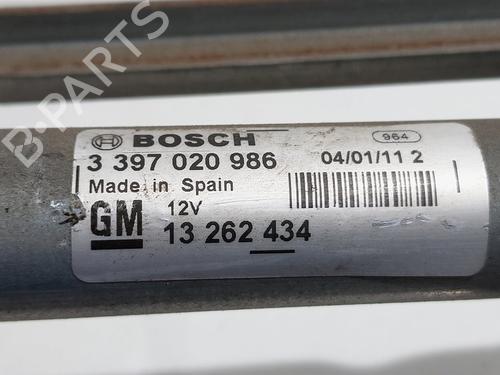 BOSCH 964
3 397 020 986 04/01/11 2
Made in Spain
GM 12V
13 262 434
B-PARTS